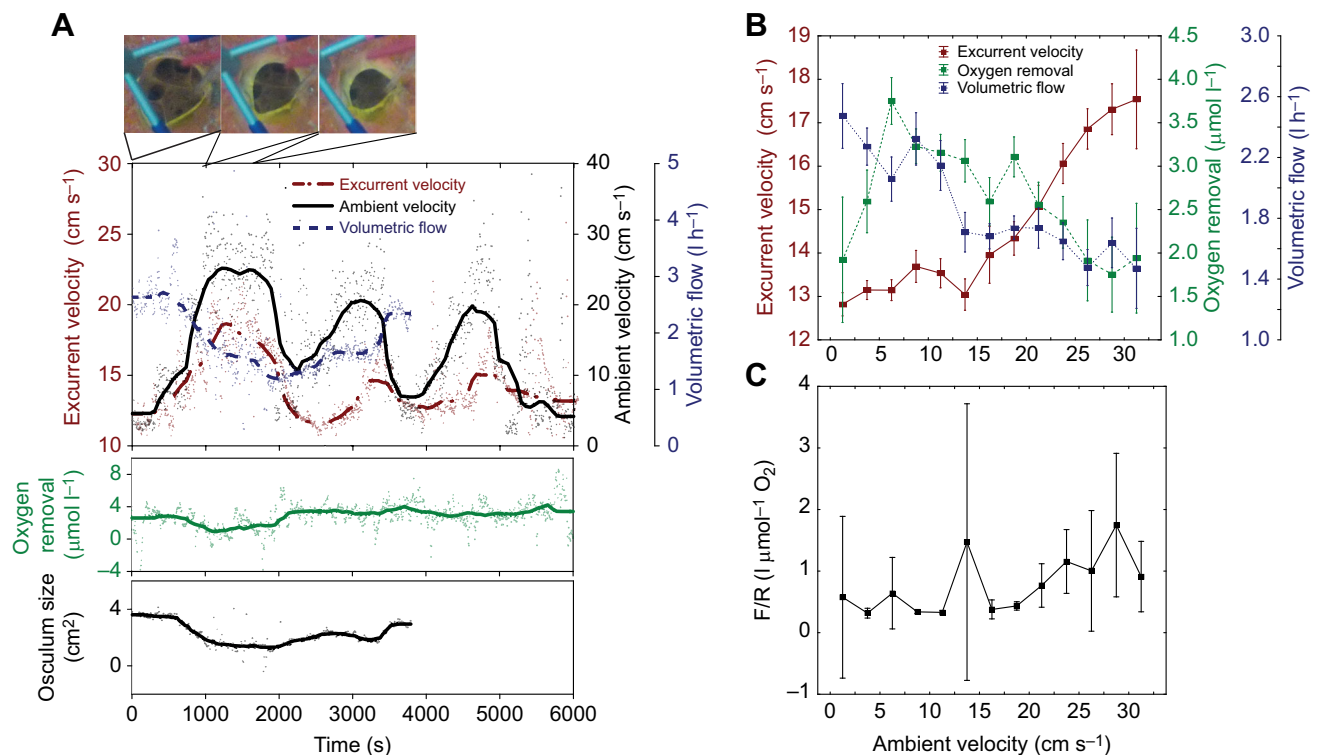 A
30
25
20
15
10
Excurrent velocity (cm s⁻¹)
Excurrent velocity
Ambient velocity
Volumetric flow
40
30
20
10
0
Ambient velocity (cm s⁻¹)
5
4
3
2
1
0
Volumetric flow (l h⁻¹)
8
4
0
–4
Oxygen
removal
(μmol l⁻¹)
4
0
Osculum size
(cm²)
0 1000 2000 3000 4000 5000 6000
Time (s)
B
19
18
17
16
15
14
13
12
Excurrent velocity (cm s⁻¹)
Excurrent velocity
Oxygen removal
Volumetric flow
4.5
4.0
3.5
3.0
2.5
2.0
1.5
1.0
Oxygen removal (μmol l⁻¹)
3.0
2.6
2.2
1.8
1.4
1.0
Volumetric flow (l h⁻¹)
0 5 10 15 20 25 30
C
4
3
2
1
0
–1
F/R (l μmol⁻¹ O₂)
0 5 10 15 20 25 30
Ambient velocity (cm s⁻¹)